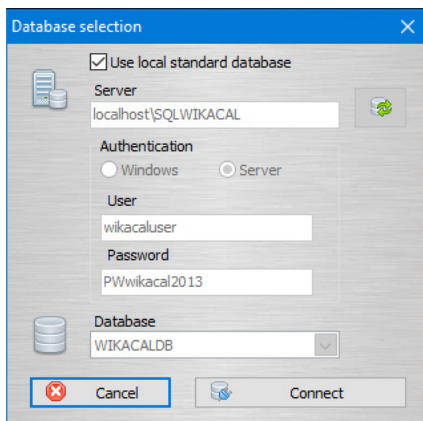 Database selection
Use local standard database
Server
localhost\SQLWIKACAL
Authentication
Windows Server
User
wikacaluser
Password
PWwikacal2013
Database
WIKACALDB
Cancel Connect